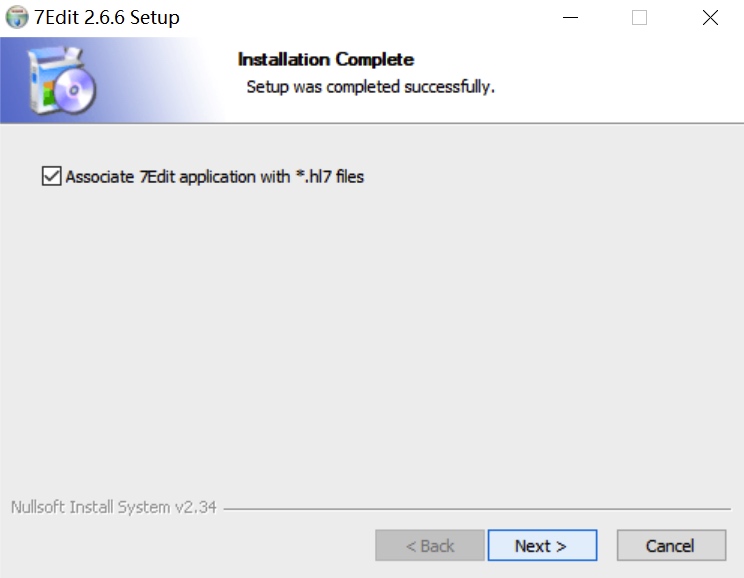 7Edit 2.6.6 Setup
Installation Complete
Setup was completed successfully.
Associate 7Edit application with *.hl7 files
Nullsoft Install System v2.34
< Back
Next >
Cancel